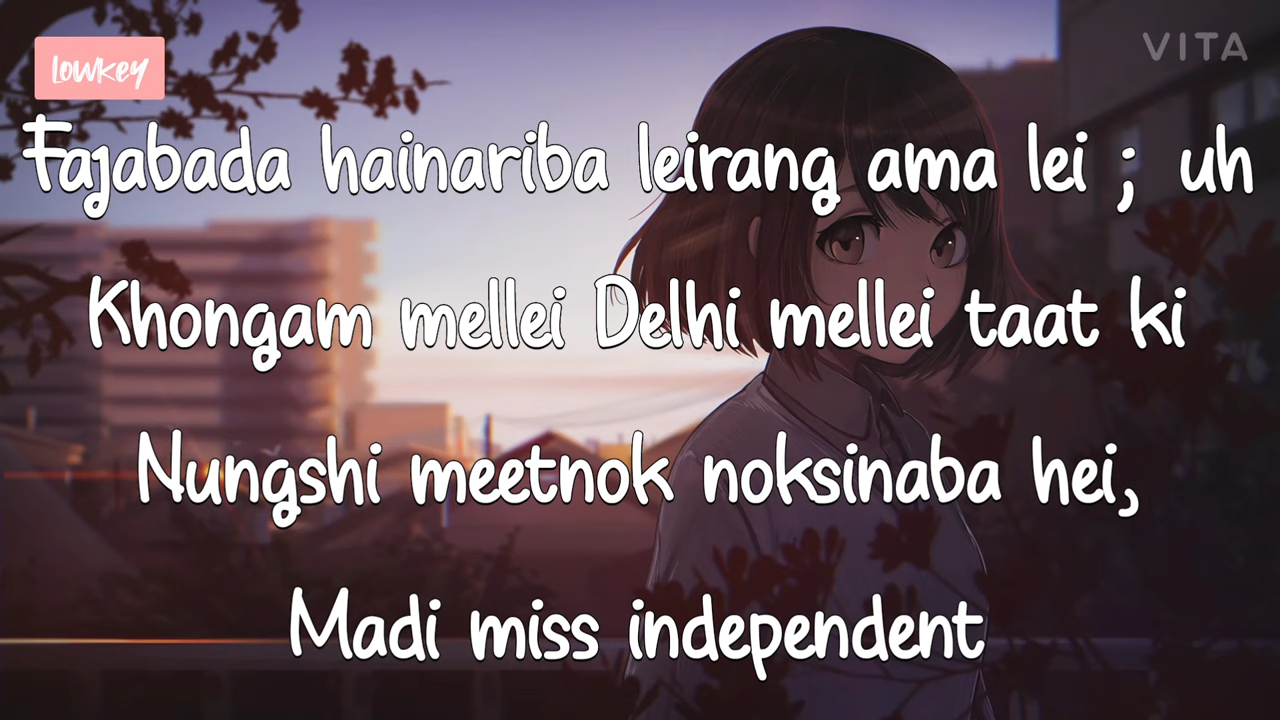 Lowkey
VITA
Fajabada hainariba leirang ama lei ; uh
Khongam mellei Delhi mellei taat ki
Nungshi meetnok noksinaba hei,
Madi miss independent